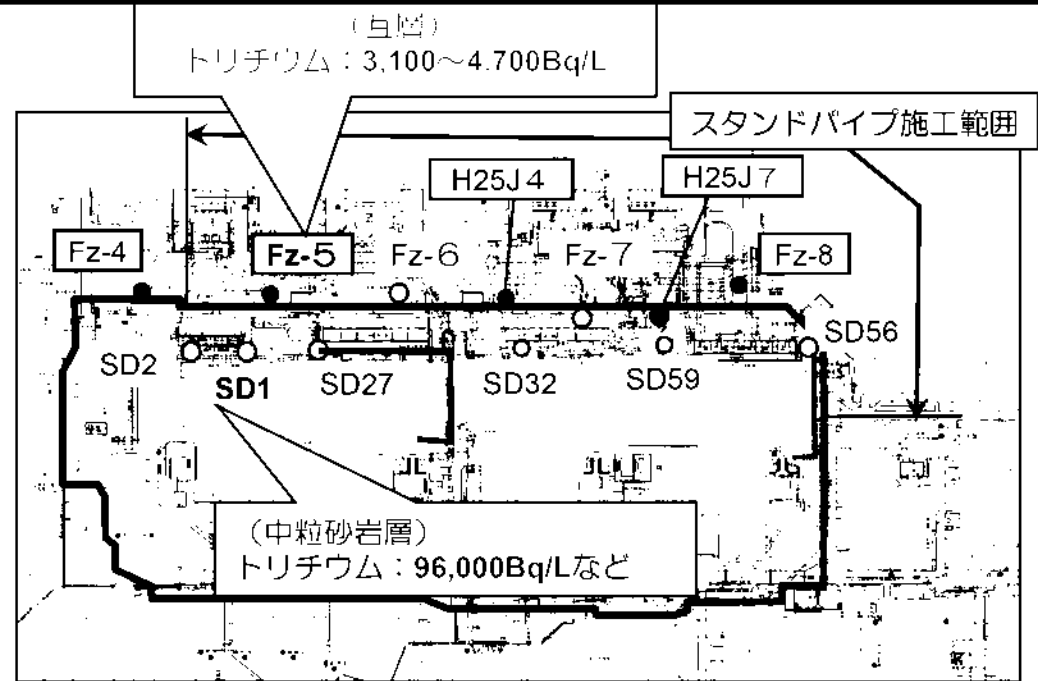 (互層)
トリチウム：3,100～4.700Bq/L
スタンドパイプ施工範囲
H25J4
H25J7
Fz-4
Fz-5
Fz-6
Fz-7
Fz-8
SD2
SD1
SD27
SD32
SD59
SD56
（中粒砂岩層）
トリチウム：96,000Bq/Lなど